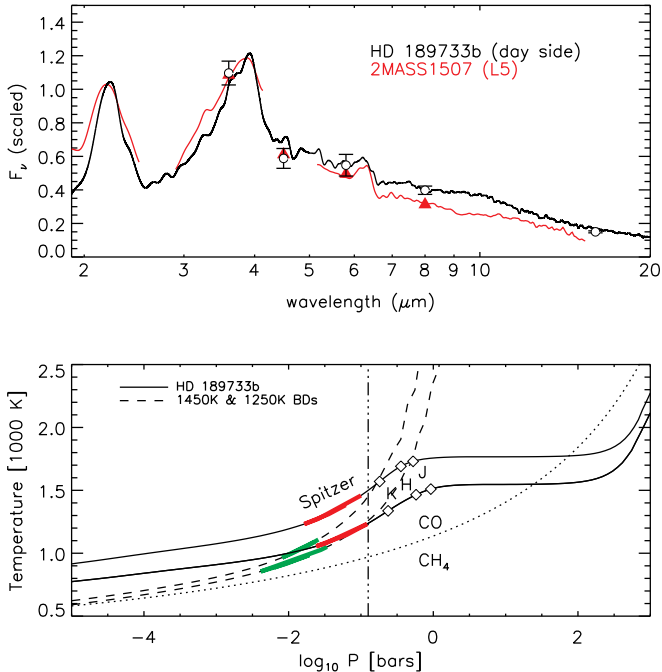 1.4
1.2
1.0
0.8
0.6
0.4
0.2
0.0
F_ν (scaled)
HD 189733b (day side)
2MASS1507 (L5)
2 3 4 5 6 7 8 9 10 20
wavelength (μm)
2.5
2.0
1.5
1.0
0.5
Temperature [1000 K]
HD 189733b
1450K & 1250K BDs
Spitzer
J
H
K
CO
CH₄
−4 −2 0 2
log₁₀ P [bars]